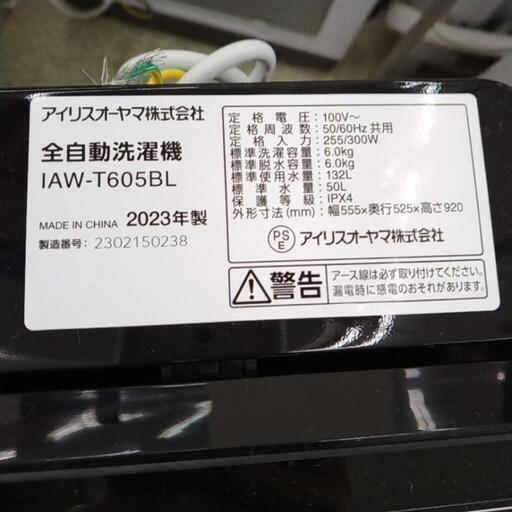 アイリスオーヤマ株式会社
全自動洗濯機
IAW-T605BL
MADE IN CHINA 2023年製
製造番号: 2302150238
定格電圧: 100V～
定格周波数: 50/60Hz 共用
定格入力: 255/300W
標準洗濯容量: 6.0kg
標準脱水容量: 6.0kg
標準使用水量: 132L
標準水量: 50L
保護等級: IPX4
外形寸法(mm): 幅555×奥行525×高さ920
PSE アイリスオーヤマ株式会社
警告
アース線は必ず取り付けてください。
漏電時に感電のおそれがあります。